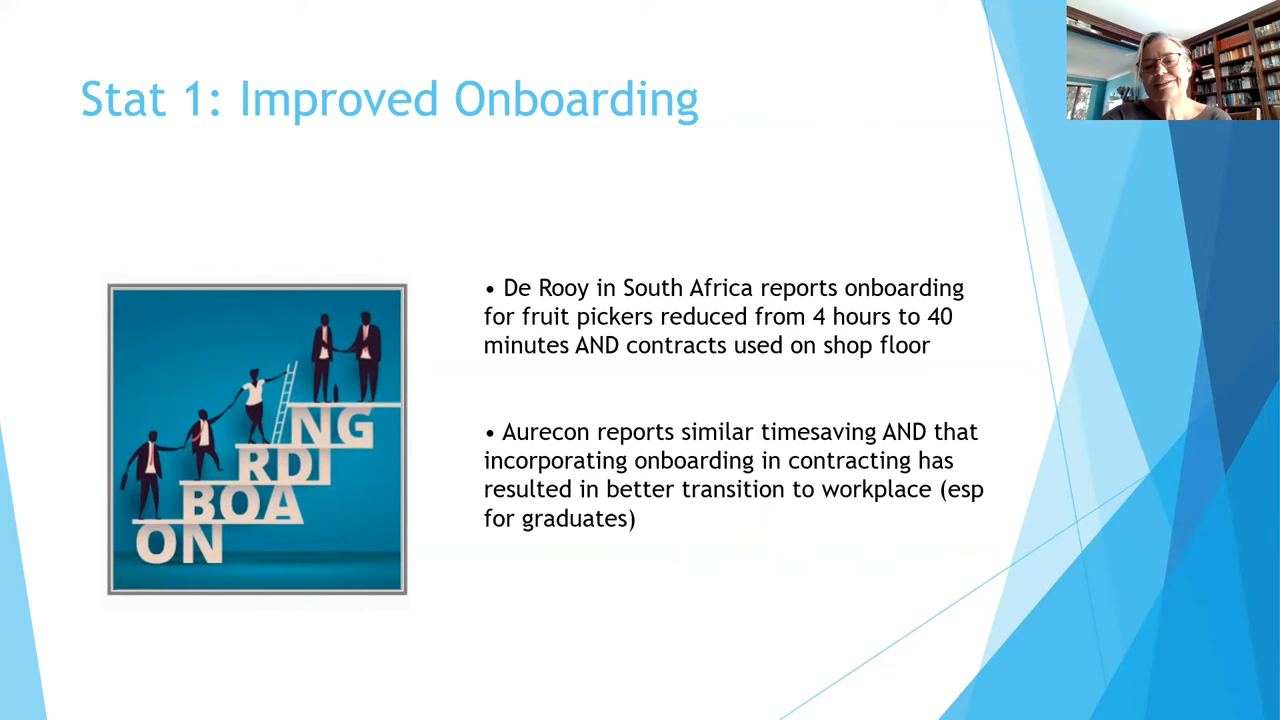 Stat 1: Improved Onboarding
• De Rooy in South Africa reports onboarding
for fruit pickers reduced from 4 hours to 40
minutes AND contracts used on shop floor
• Aurecon reports similar timesaving AND that
incorporating onboarding in contracting has
resulted in better transition to workplace (esp
for graduates)
NG
RDI
BOA
ON